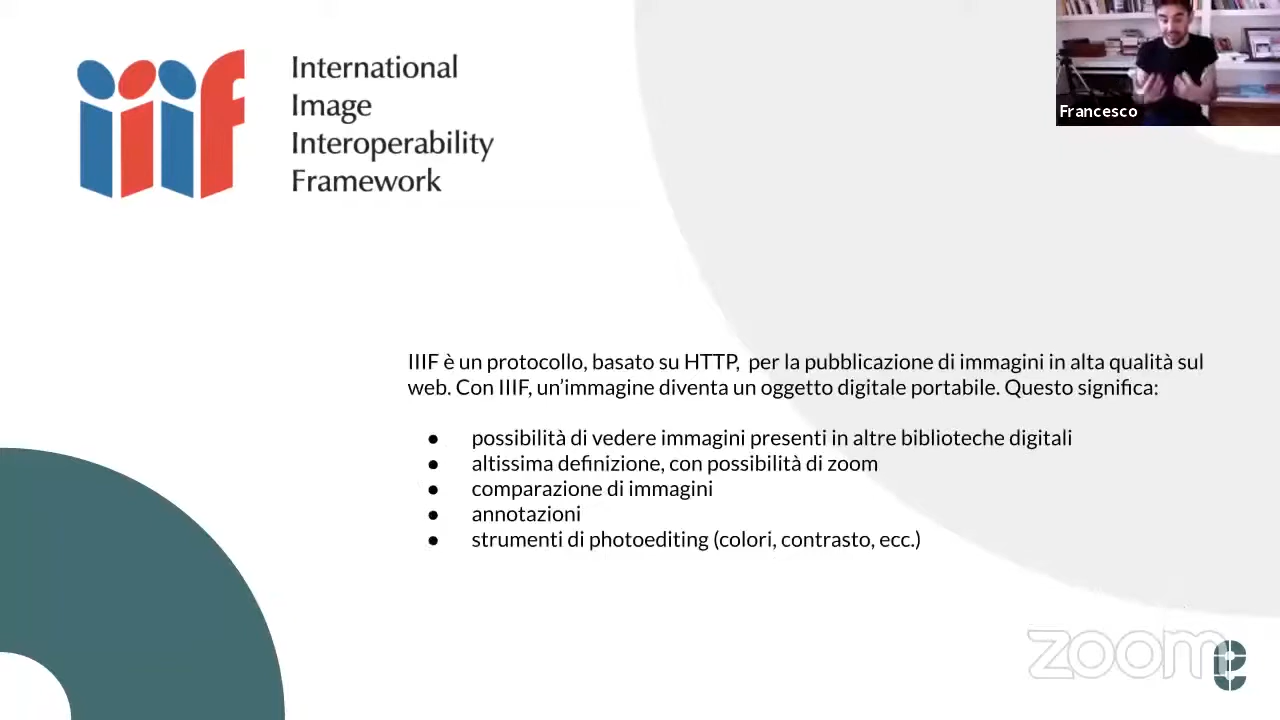 iiif
International
Image
Interoperability
Framework
Francesco
IIIF è un protocollo, basato su HTTP, per la pubblicazione di immagini in alta qualità sul
web. Con IIIF, un'immagine diventa un oggetto digitale portabile. Questo significa:
● possibilità di vedere immagini presenti in altre biblioteche digitali
● altissima definizione, con possibilità di zoom
● comparazione di immagini
● annotazioni
● strumenti di photoediting (colori, contrasto, ecc.)
zoom